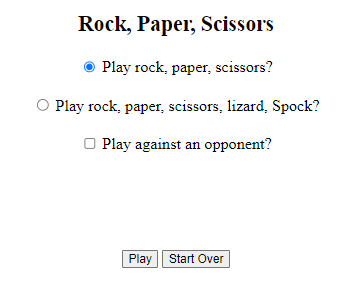 Rock, Paper, Scissors
Play rock, paper, scissors?
Play rock, paper, scissors, lizard, Spock?
Play against an opponent?
Play Start Over